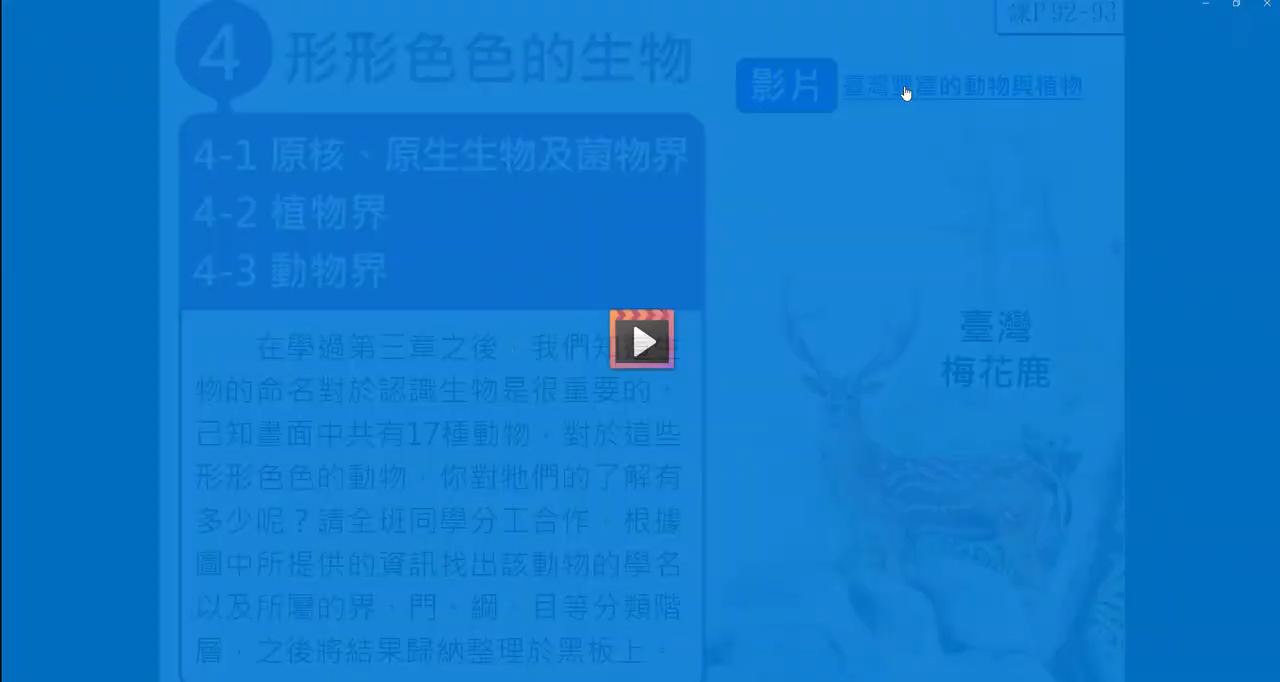 課P92-93
4 形形色色的生物
影片 臺灣豐富的動物與植物
4-1 原核、原生生物及菌物界
4-2 植物界
4-3 動物界
在學過第三章之後，我們知 生
物的命名對於認識生物是很重要的。
已知畫面中共有17種動物，對於這些
形形色色的動物，你對牠們的了解有
多少呢？請全班同學分工合作，根據
圖中所提供的資訊找出該動物的學名
以及所屬的界、門、綱、目等分類階
層，之後將結果歸納整理於黑板上。
臺灣
梅花鹿